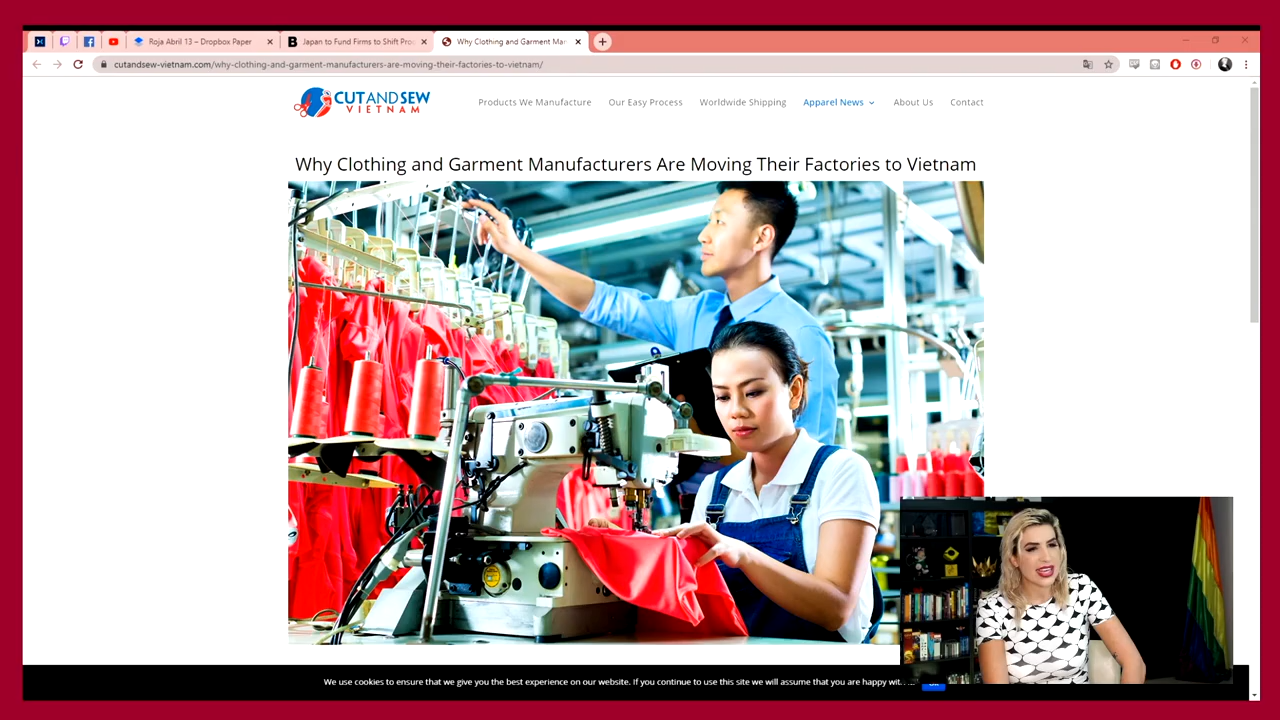 Roja Abril 13 – Dropbox Paper
Japan to Fund Firms to Shift Pro
Why Clothing and Garment Ma
cutandsew-vietnam.com/why-clothing-and-garment-manufacturers-are-moving-their-factories-to-vietnam/
CUTANDSEW
VIETNAM
Products We Manufacture
Our Easy Process
Worldwide Shipping
Apparel News
About Us
Contact
Why Clothing and Garment Manufacturers Are Moving Their Factories to Vietnam
We use cookies to ensure that we give you the best experience on our website. If you continue to use this site we will assume that you are happy with